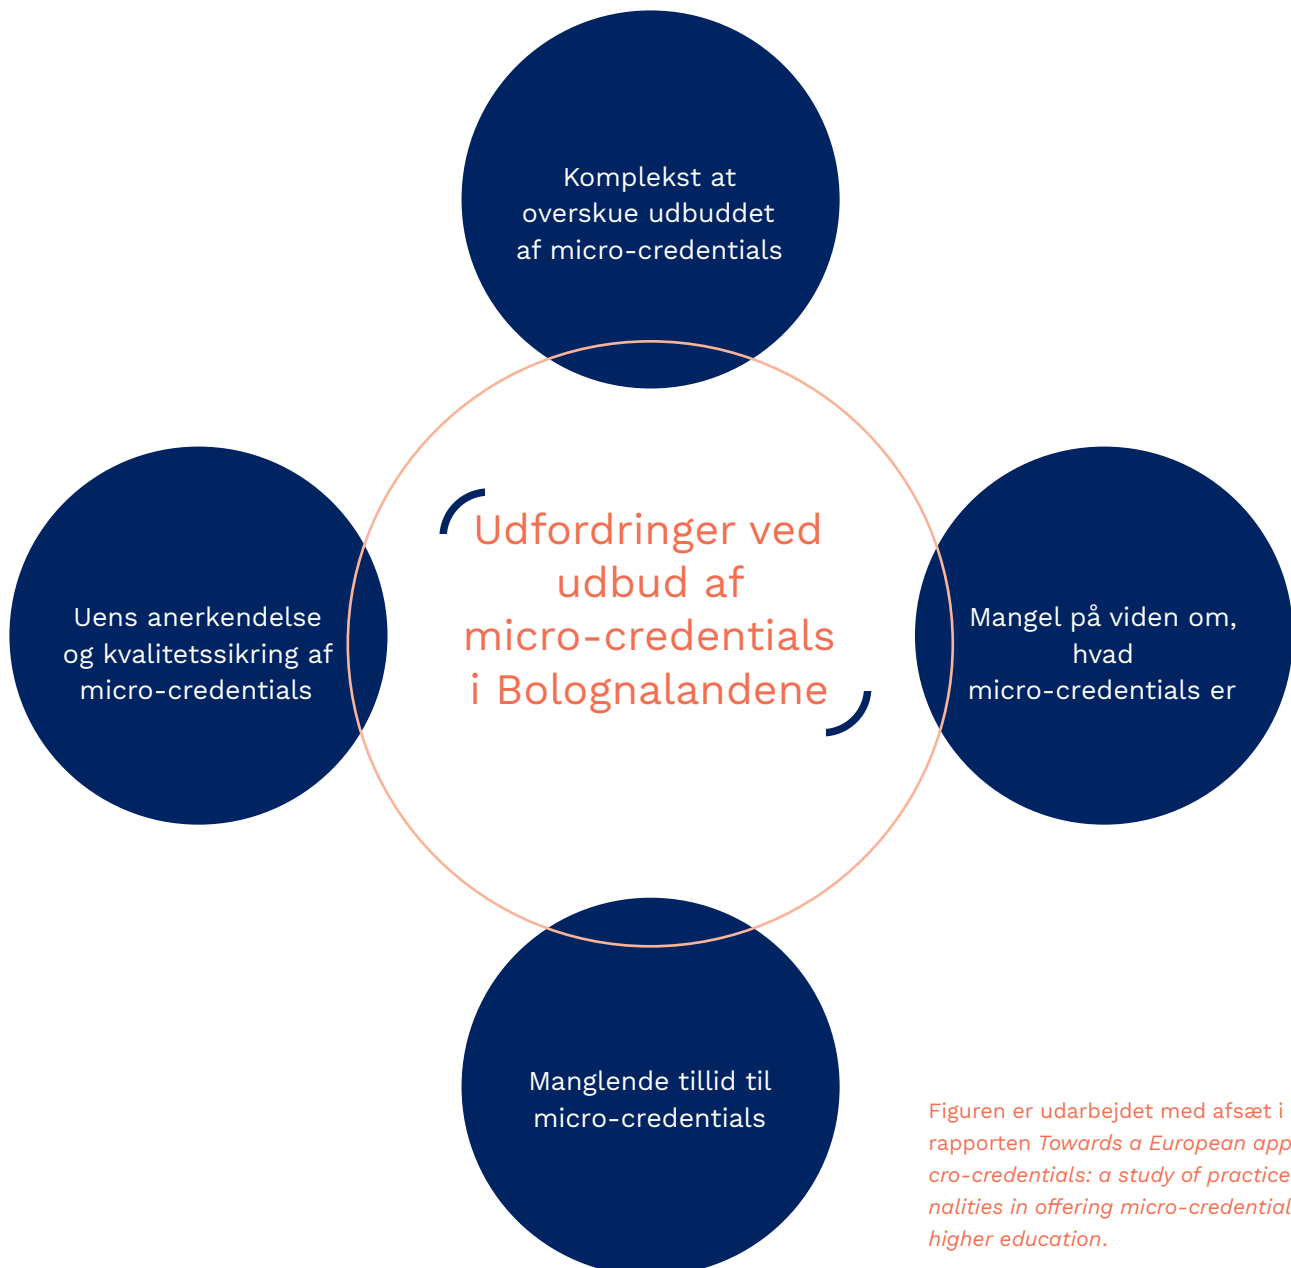 Komplekst at
overskue udbuddet
af micro-credentials
Udfordringer ved
udbud af
micro-credentials
i Bolognalandene
Uens anerkendelse
og kvalitetssikring af
micro-credentials
Mangel på viden om,
hvad
micro-credentials er
Manglende tillid til
micro-credentials
Figuren er udarbejdet med afsæt i
rapporten Towards a European app
cro-credentials: a study of practice
nalities in offering micro-credential
higher education.